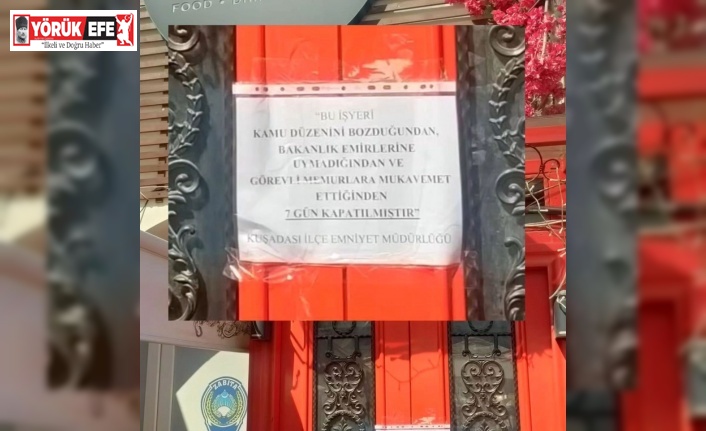 YÖRÜK EFE
"İlkeli ve Doğru Haber"
FOOD
"BU İŞYERİ
KAMU DÜZENİNİ BOZDUĞUNDAN,
BAKANLIK EMİRLERİNE
UYMADIĞINDAN VE
GÖREVLİ MEMURLARA MUKAVEMET
ETTİĞİNDEN
7 GÜN KAPATILMIŞTIR"
KUŞADASI İLÇE EMNİYET MÜDÜRLÜĞÜ
ZABITA